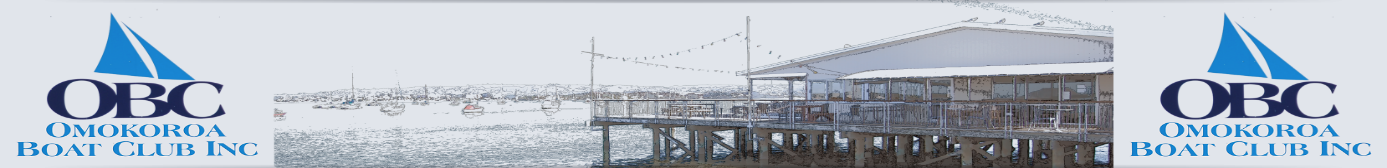 OBC
OMOKOROA
BOAT CLUB INC
OBC
OMOKOROA
BOAT CLUB INC